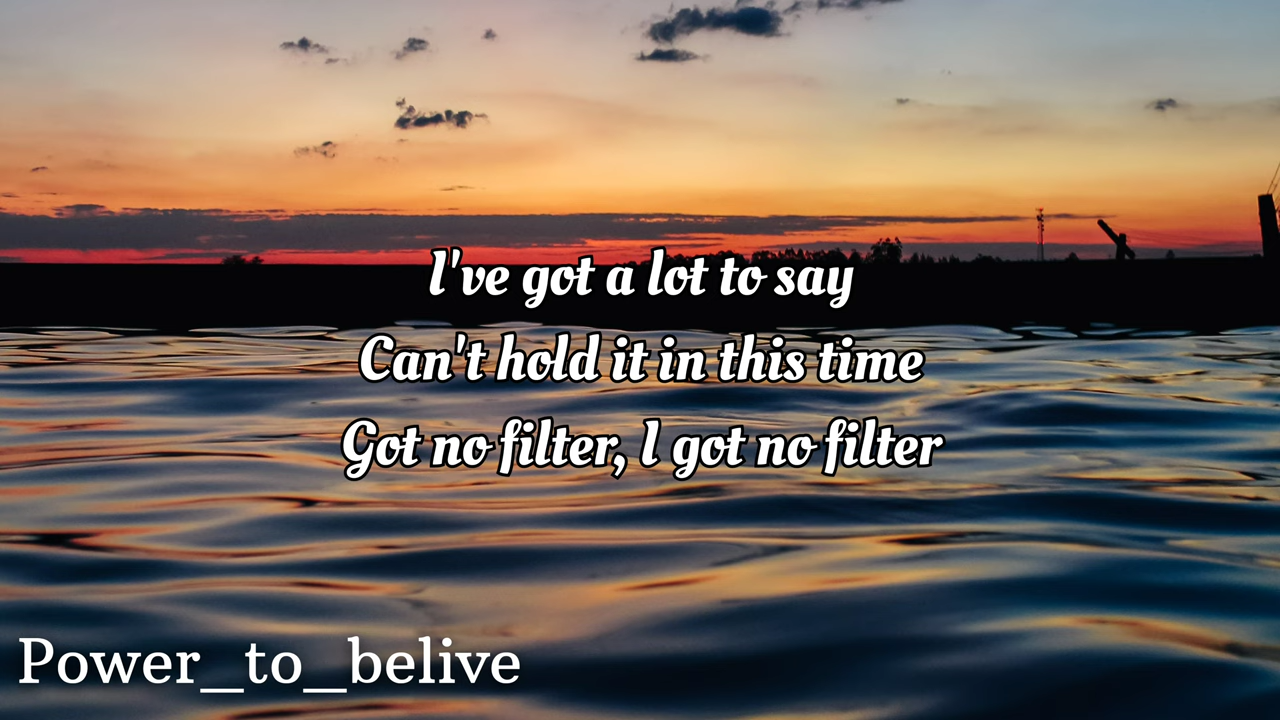 I've got a lot to say
Can't hold it in this time
Got no filter, I got no filter
Power_to_belive